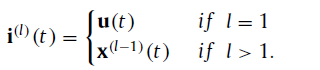 i^(l)(t) = { u(t) if l = 1
x^(l−1)(t) if l > 1.